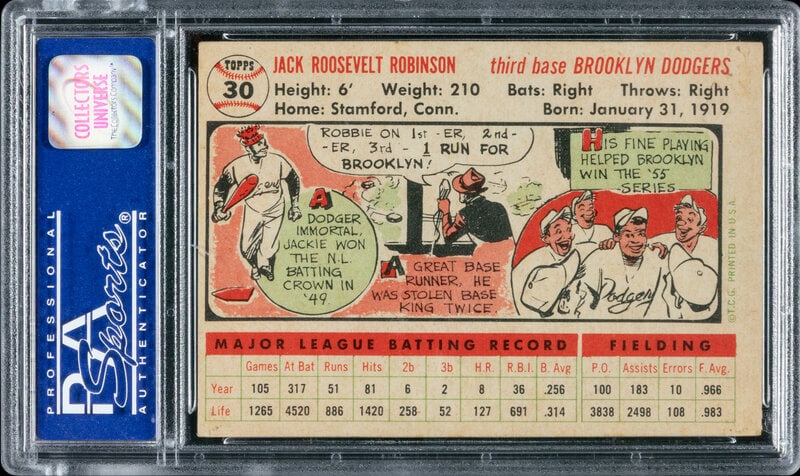 COLLECTORS
UNIVERSE
The Collectors Company
PROFESSIONAL
PSA
Sports®
AUTHENTICATOR
TOPPS
30
JACK ROOSEVELT ROBINSON third base BROOKLYN DODGERS
Height: 6' Weight: 210 Bats: Right Throws: Right
Home: Stamford, Conn. Born: January 31, 1919
ROBBIE ON 1st -ER, 2nd-
-ER, 3rd - 1 RUN FOR
BROOKLYN!
HIS FINE PLAYING
HELPED BROOKLYN
WIN THE '55
SERIES
A
DODGER
IMMORTAL,
JACKIE WON
THE N.L.
BATTING
CROWN IN
'49
A GREAT BASE
RUNNER, HE
WAS STOLEN BASE
KING TWICE.
Dodgers
©T.C.G. PRINTED IN U.S.A.
MAJOR LEAGUE BATTING RECORD FIELDING
Games At Bat Runs Hits 2b 3b H.R. R.B.I. B. Avg P.O. Assists Errors F. Avg.
Year 105 317 51 81 6 2 8 36 .256 100 183 10 .966
Life 1265 4520 886 1420 258 52 127 691 .314 3838 2498 108 .983